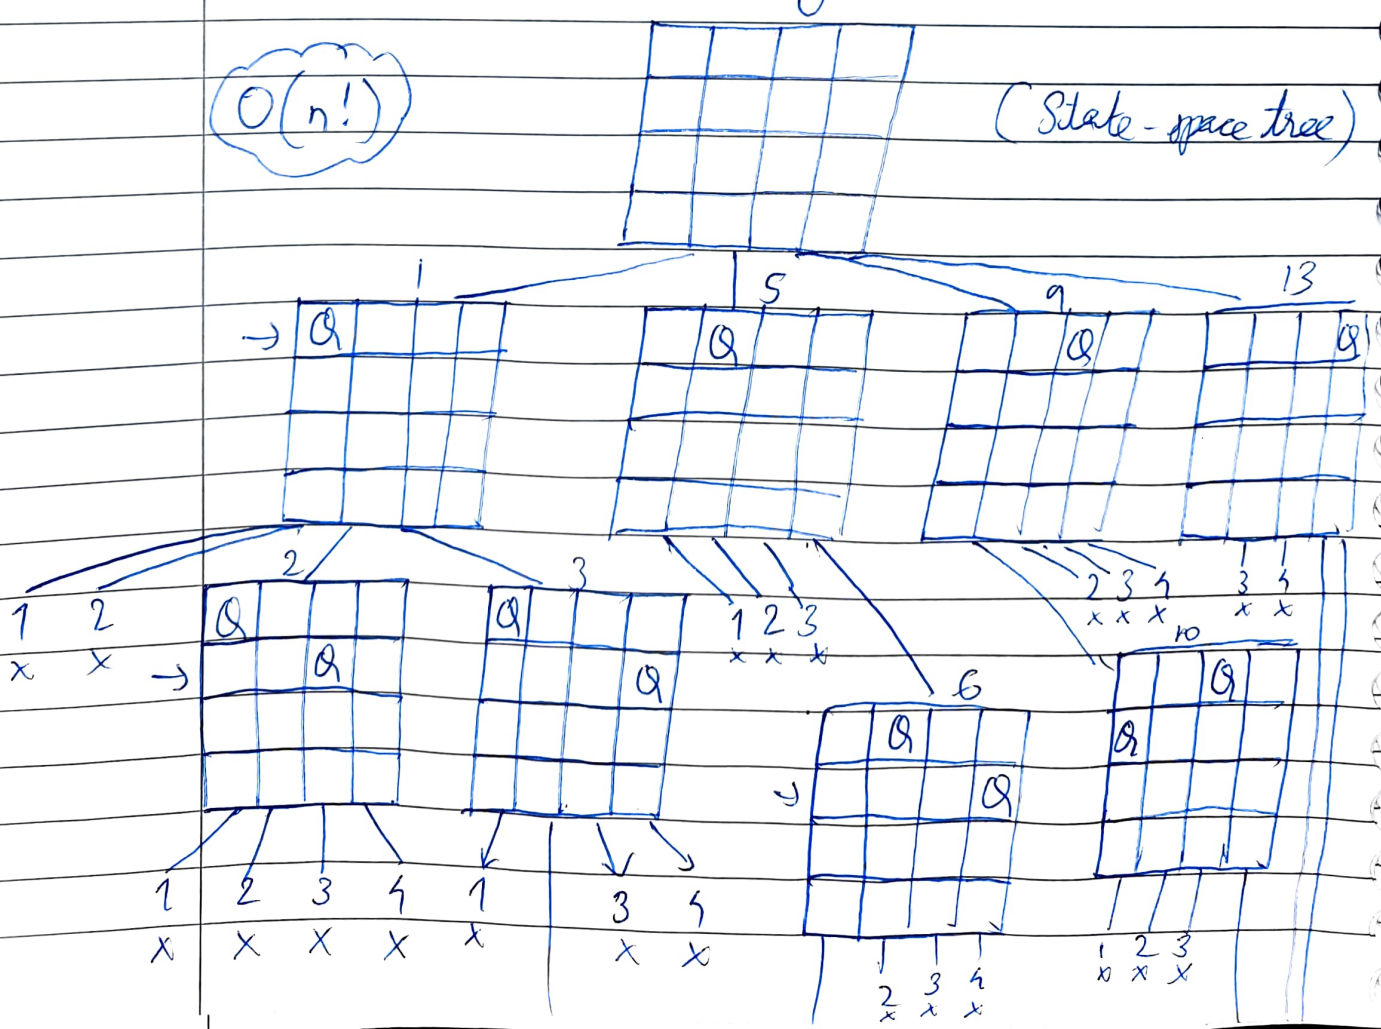 O(n!)
(State-space tree)
1 5 9 13
Q Q Q Q
2 3
1 2
x x
Q Q
Q Q
1 2 3
x x x
2 3 4
x x x
3 4
x x
6
Q
Q
10
Q
Q
1 2 3 4
x x x x
1 3 4
x x x
2 3 4
x x x
1 2 3
x x x